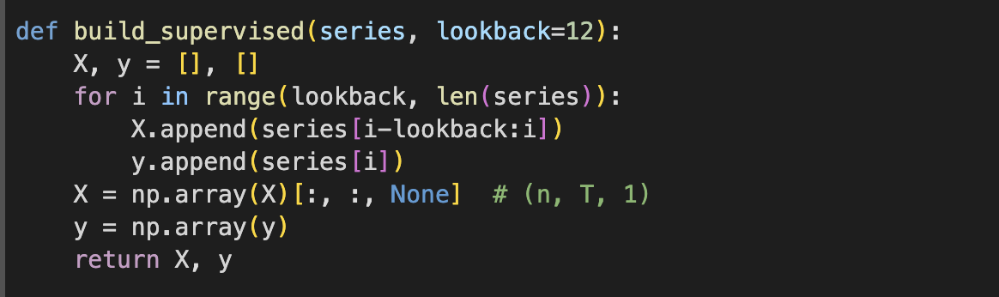 def build_supervised(series, lookback=12):
    X, y = [], []
    for i in range(lookback, len(series)):
        X.append(series[i-lookback:i])
        y.append(series[i])
    X = np.array(X)[:, :, None]  # (n, T, 1)
    y = np.array(y)
    return X, y